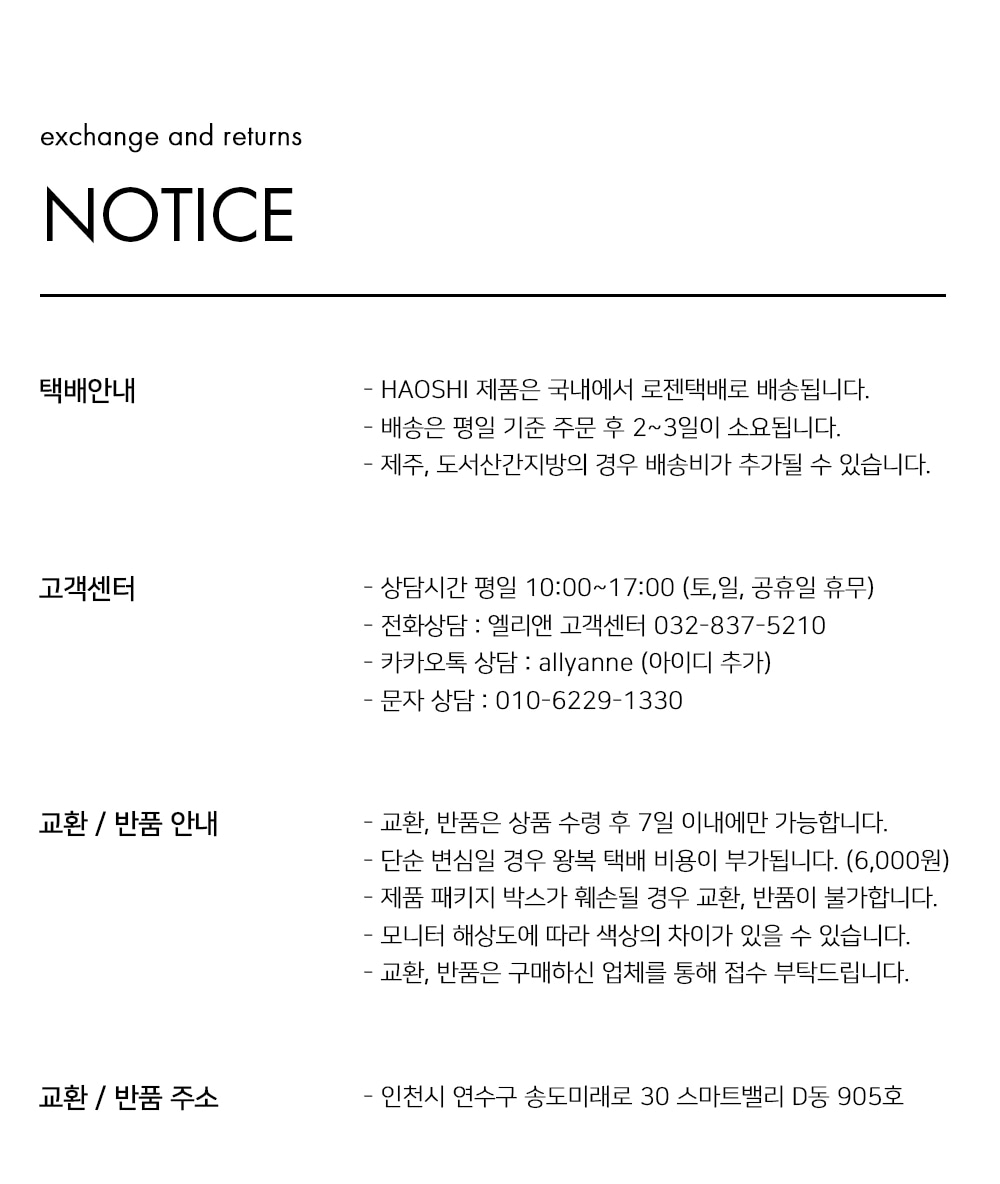 exchange and returns
NOTICE
택배안내
- HAOSHI 제품은 국내에서 로젠택배로 배송됩니다.
- 배송은 평일 기준 주문 후 2~3일이 소요됩니다.
- 제주, 도서산간지방의 경우 배송비가 추가될 수 있습니다.
고객센터
- 상담시간 평일 10:00~17:00 (토,일, 공휴일 휴무)
- 전화상담 : 엘리앤 고객센터 032-837-5210
- 카카오톡 상담 : allyanne (아이디 추가)
- 문자 상담 : 010-6229-1330
교환 / 반품 안내
- 교환, 반품은 상품 수령 후 7일 이내에만 가능합니다.
- 단순 변심일 경우 왕복 택배 비용이 부가됩니다. (6,000원)
- 제품 패키지 박스가 훼손될 경우 교환, 반품이 불가합니다.
- 모니터 해상도에 따라 색상의 차이가 있을 수 있습니다.
- 교환, 반품은 구매하신 업체를 통해 접수 부탁드립니다.
교환 / 반품 주소
- 인천시 연수구 송도미래로 30 스마트밸리 D동 905호